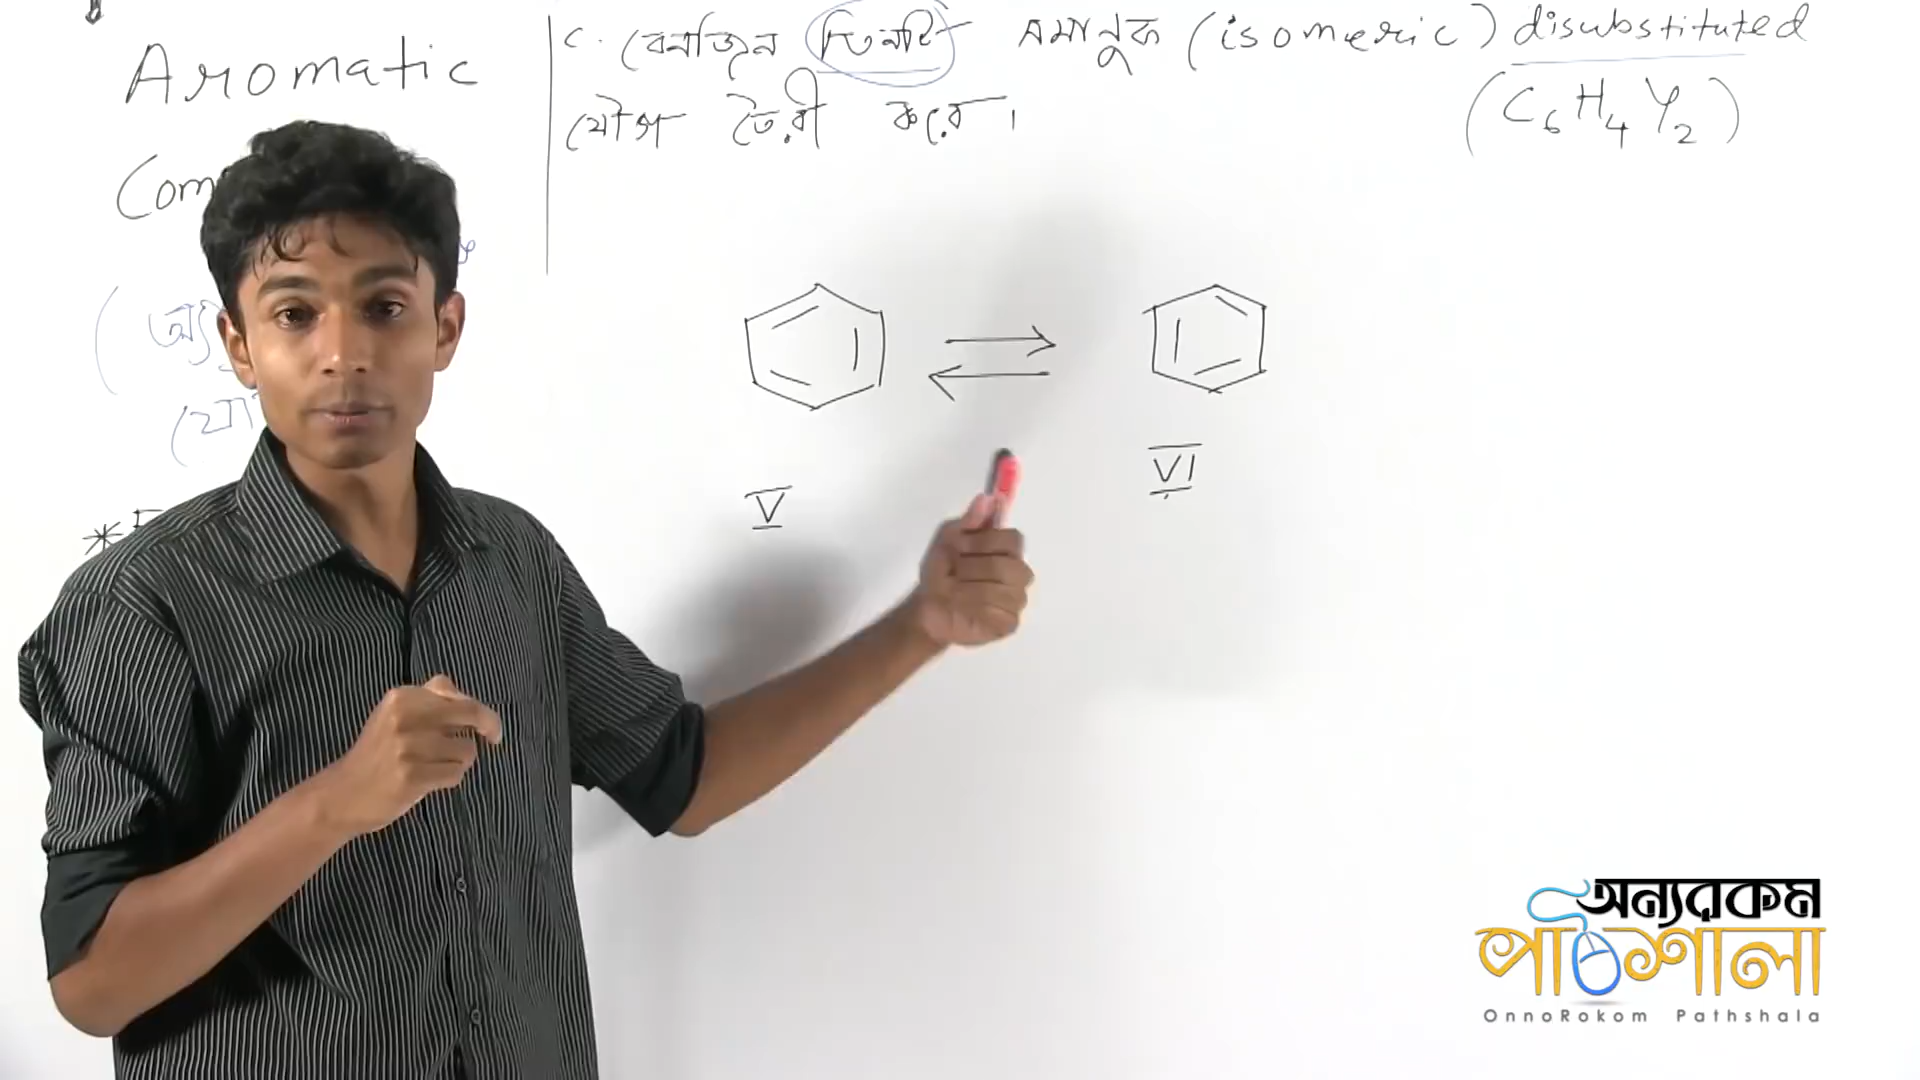 Aromatic
Com
(অ
(যা
*
c. বেনজিন তিনটি সমানুক (isomeric) disubstituted
যৌগ তৈরী করে। (C₆H₄Y₂)
V
VI
অন্যরকম
পাঠশালা
OnnoRokom Pathshala